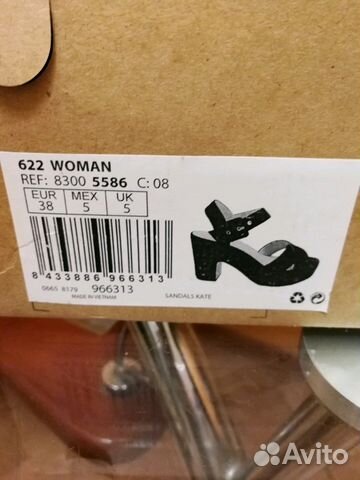 622 WOMAN
REF: 8300 5586 C: 08
EUR MEX UK
38 5 5
8 433886 966313
0665 8179 966313
MADE IN VIETNAM
SANDALS KATE
Avito